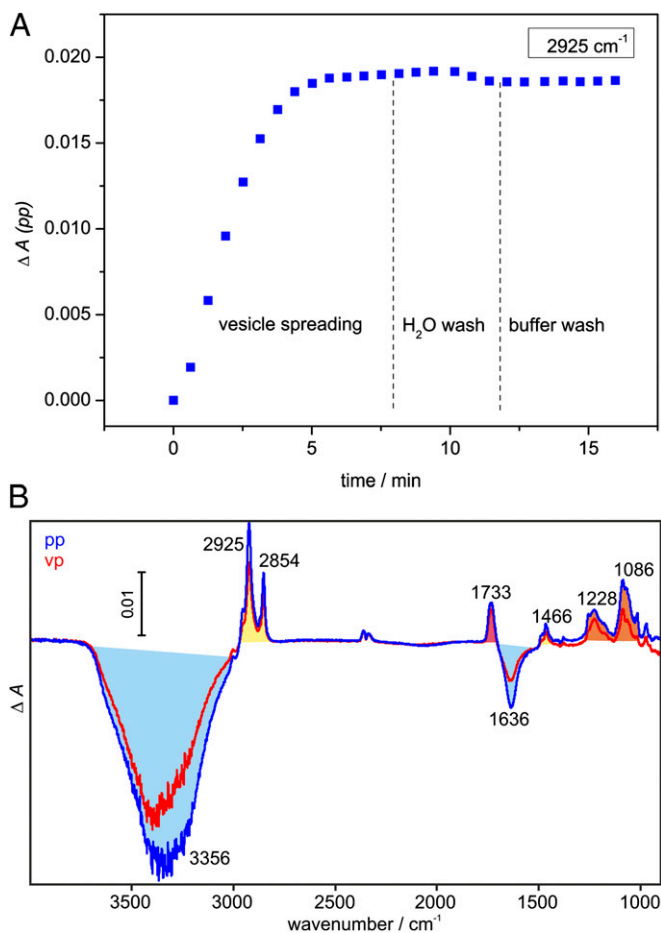 A
2925 cm⁻¹
0.020
0.015
0.010
0.005
0.000
Δ A (pp)
vesicle spreading
H₂O wash
buffer wash
0
5
10
15
time / min
B
pp
vp
0.01
2925
2854
1733
1466
1228
1086
1636
3356
Δ A
3500
3000
2500
2000
1500
1000
wavenumber / cm⁻¹